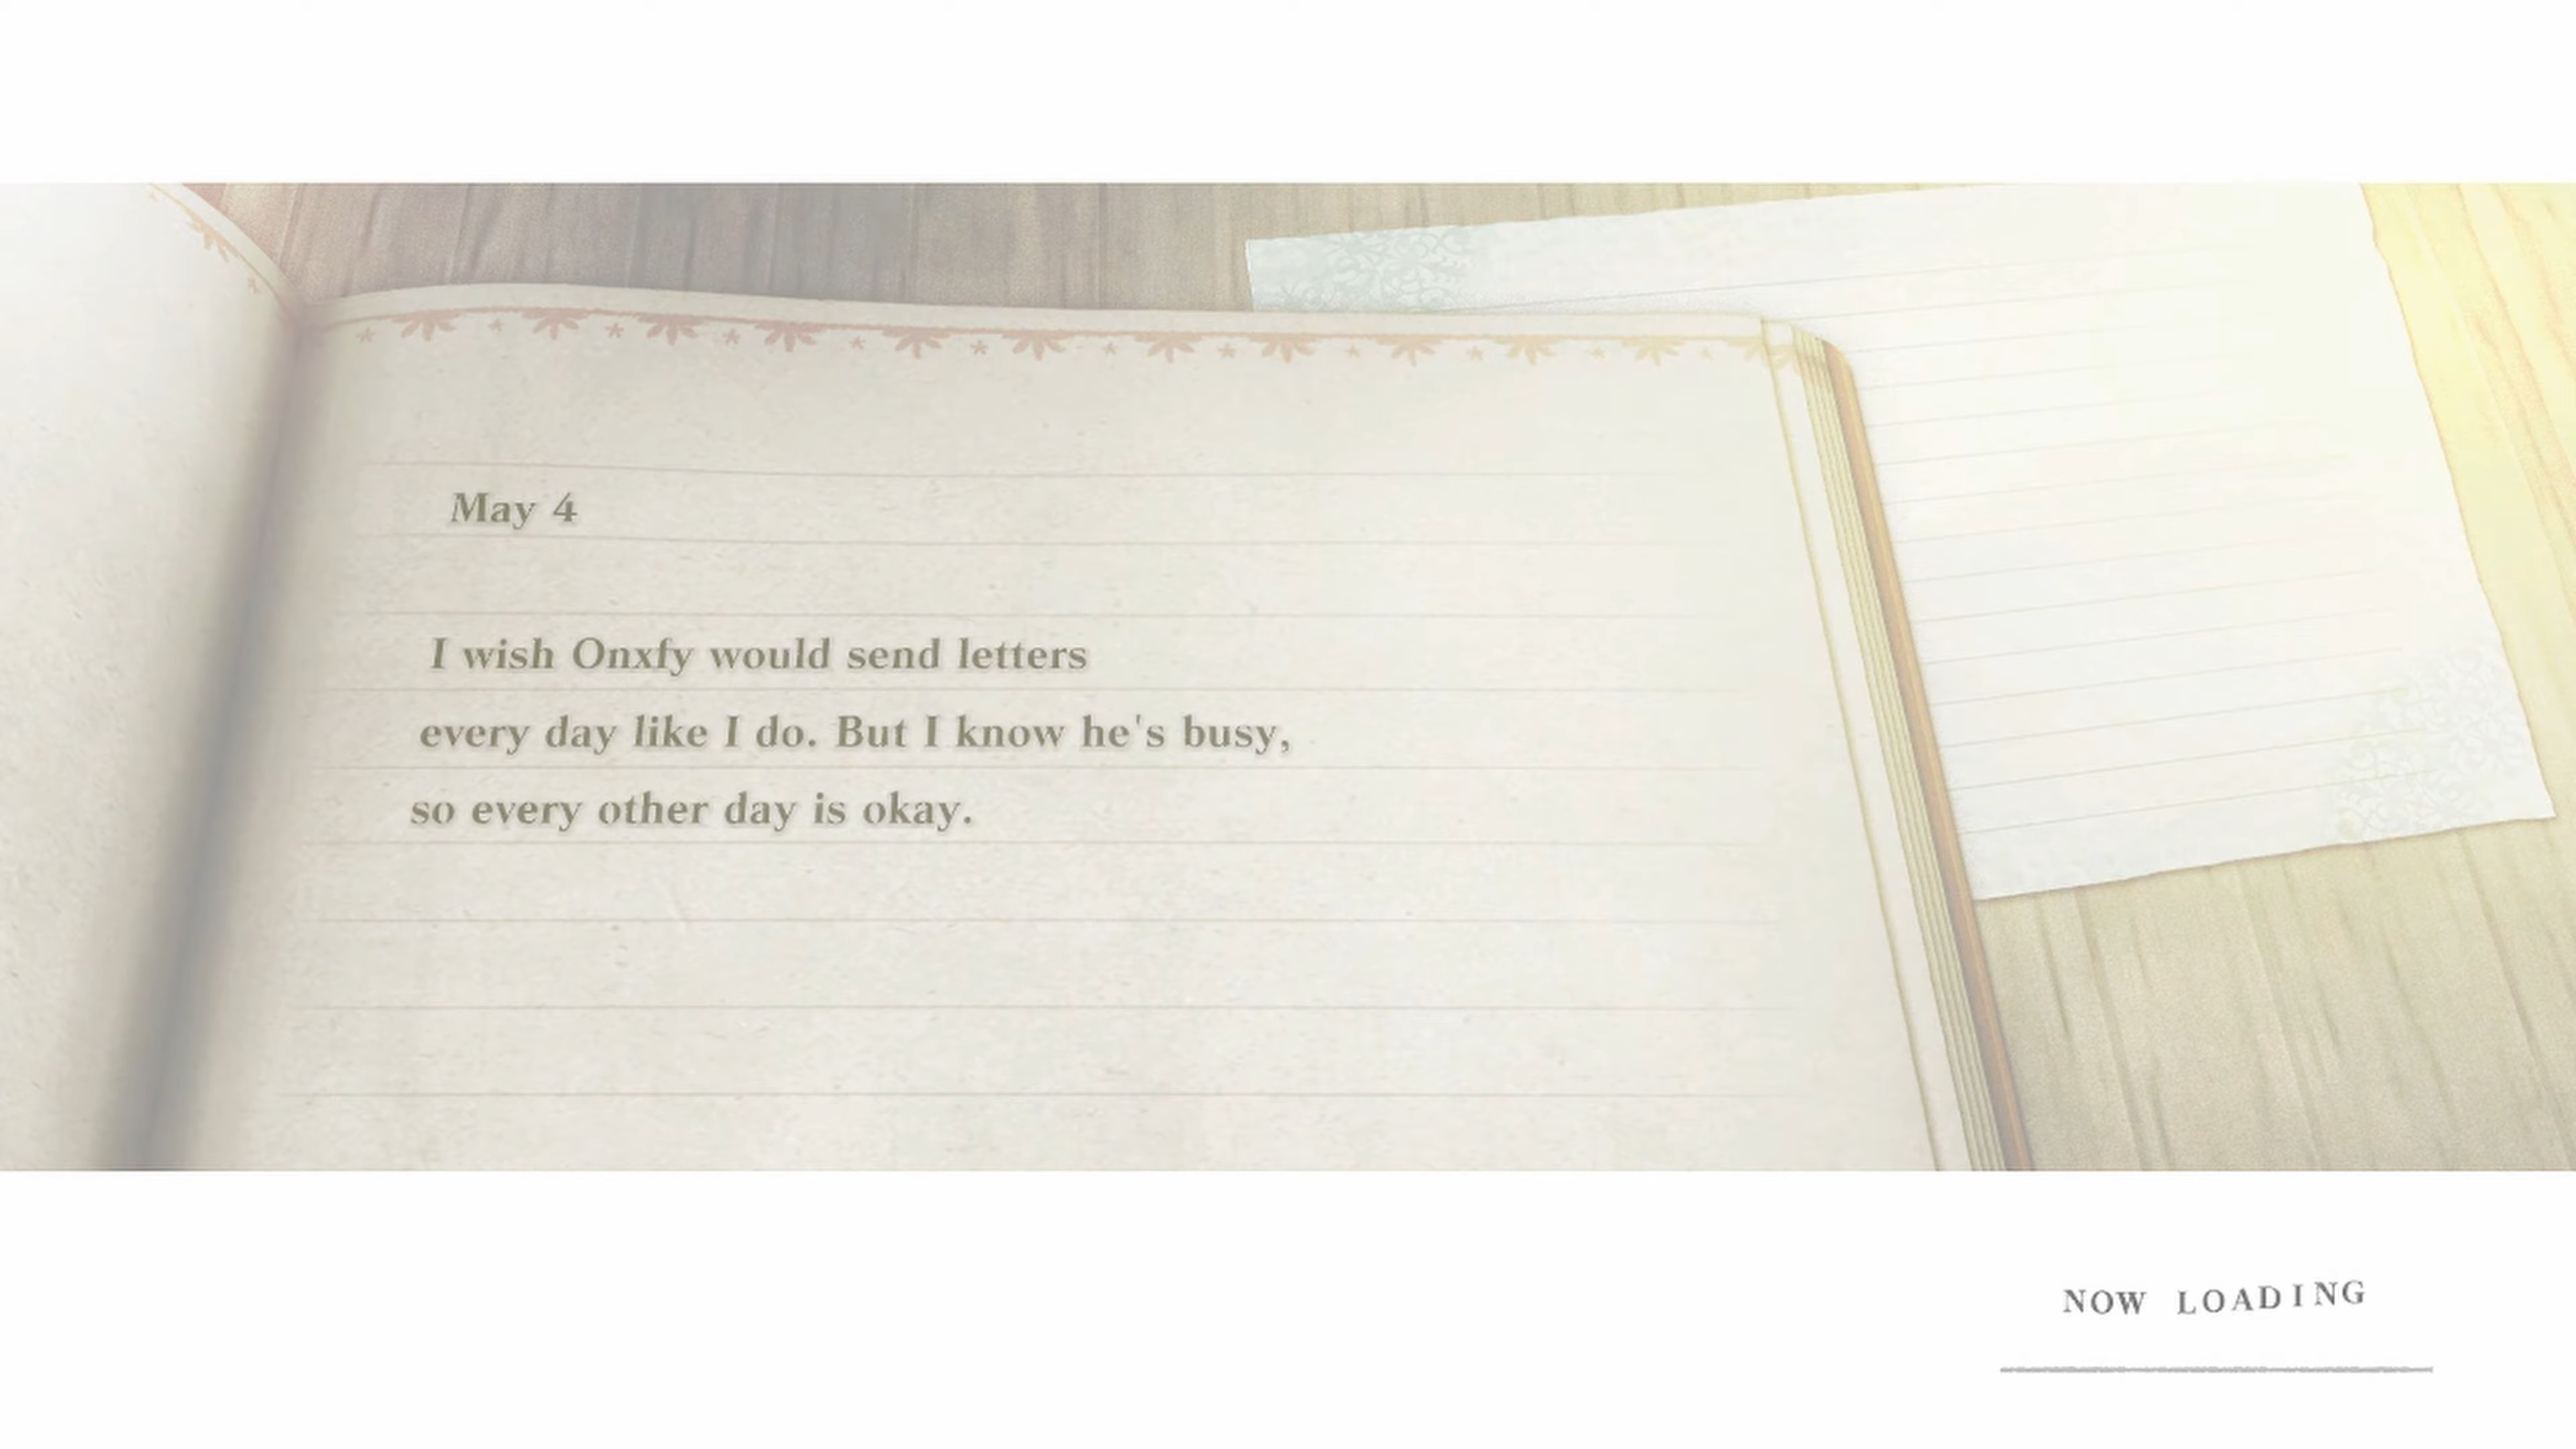 May 4
I wish Onxfy would send letters
every day like I do. But I know he's busy,
so every other day is okay.
NOW LOADING